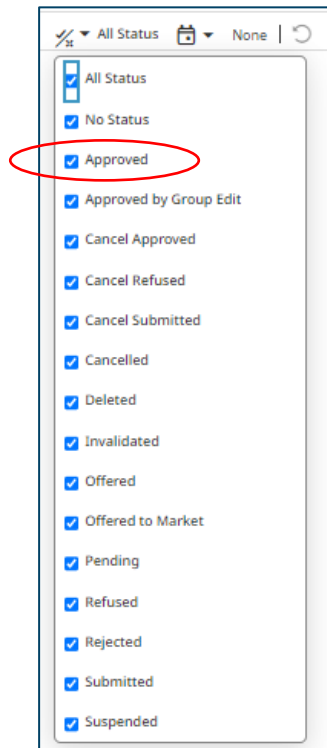 All Status None
All Status
No Status
Approved
Approved by Group Edit
Cancel Approved
Cancel Refused
Cancel Submitted
Cancelled
Deleted
Invalidated
Offered
Offered to Market
Pending
Refused
Rejected
Submitted
Suspended